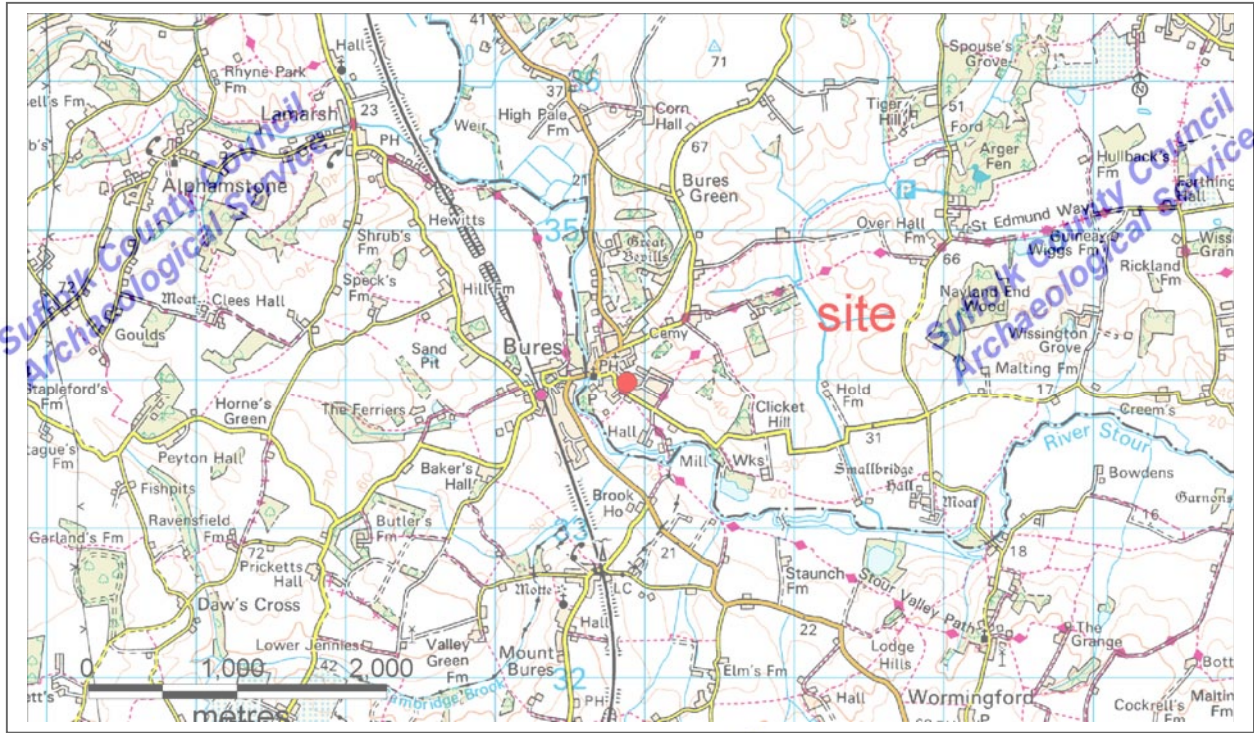 41
Hall
Rhyne Park
Fm
ell's Fm
Lamarsh
23
PH
Weir
37
High Pale
Fm
Corn
Hall
71
67
Spouse's
Grove
Tiger
Hill
51
Ford
Arger
Fen
N
Hullback's
Fm
Farthing
Hall
b's
Alphamstone
Suffolk County Council
Archaeological Service
Suffolk County Council
Archaeological Service
21
Bures
Green
P
Hewitts
35
Over Hall
Fm
St Edmund Way
Shrub's
Fm
Great
Bevills
66
Wiggs Fm
Rickland
Fm
72
Moat
Clees Hall
Speck's
Fm
Goulds
site
Nayland End
Wood
Wissington
Grove
Sand
Pit
Bures
Cemy
PH
P
Malting Fm
17
Stapleford's
Fm
Horne's
Green
The Ferriers
Hold
Fm
Creem's
Clicket
Hill
Hall
31
River Stour
Peyton Hall
Mill
Wks
Baker's
Hall
Smallbridge
Hall
Moat
Bowdens
Garnons
Fishpits
Brook
Ho
Ravensfield
Fm
Butler's
Fm
16
Garland's Fm
72
33
21
18
Pricketts
Hall
Staunch
Fm
Stour Valley Path
Motte
LC
Daw's Cross
Hall
The
Grange
Lower Jennies
Valley
Green
Fm
Mount
Bures
22
Lodge
Hills
0 1,000 2,000
metres
42
32
Elm's Fm
Hall
Wormingford
Cockrell's
Fm
PH
P